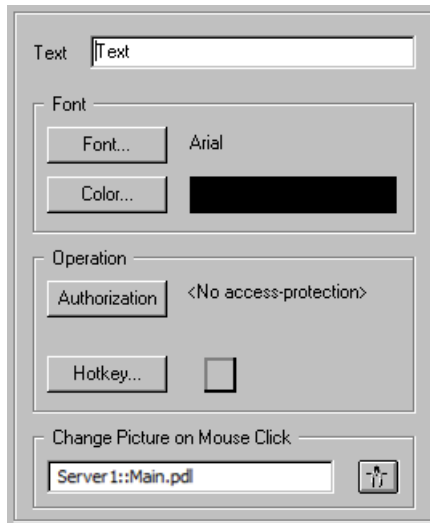 Text Text
Font
Font... Arial
Color...
Operation
Authorization <No access-protection>
Hotkey...
Change Picture on Mouse Click
Server1::Main.pdl